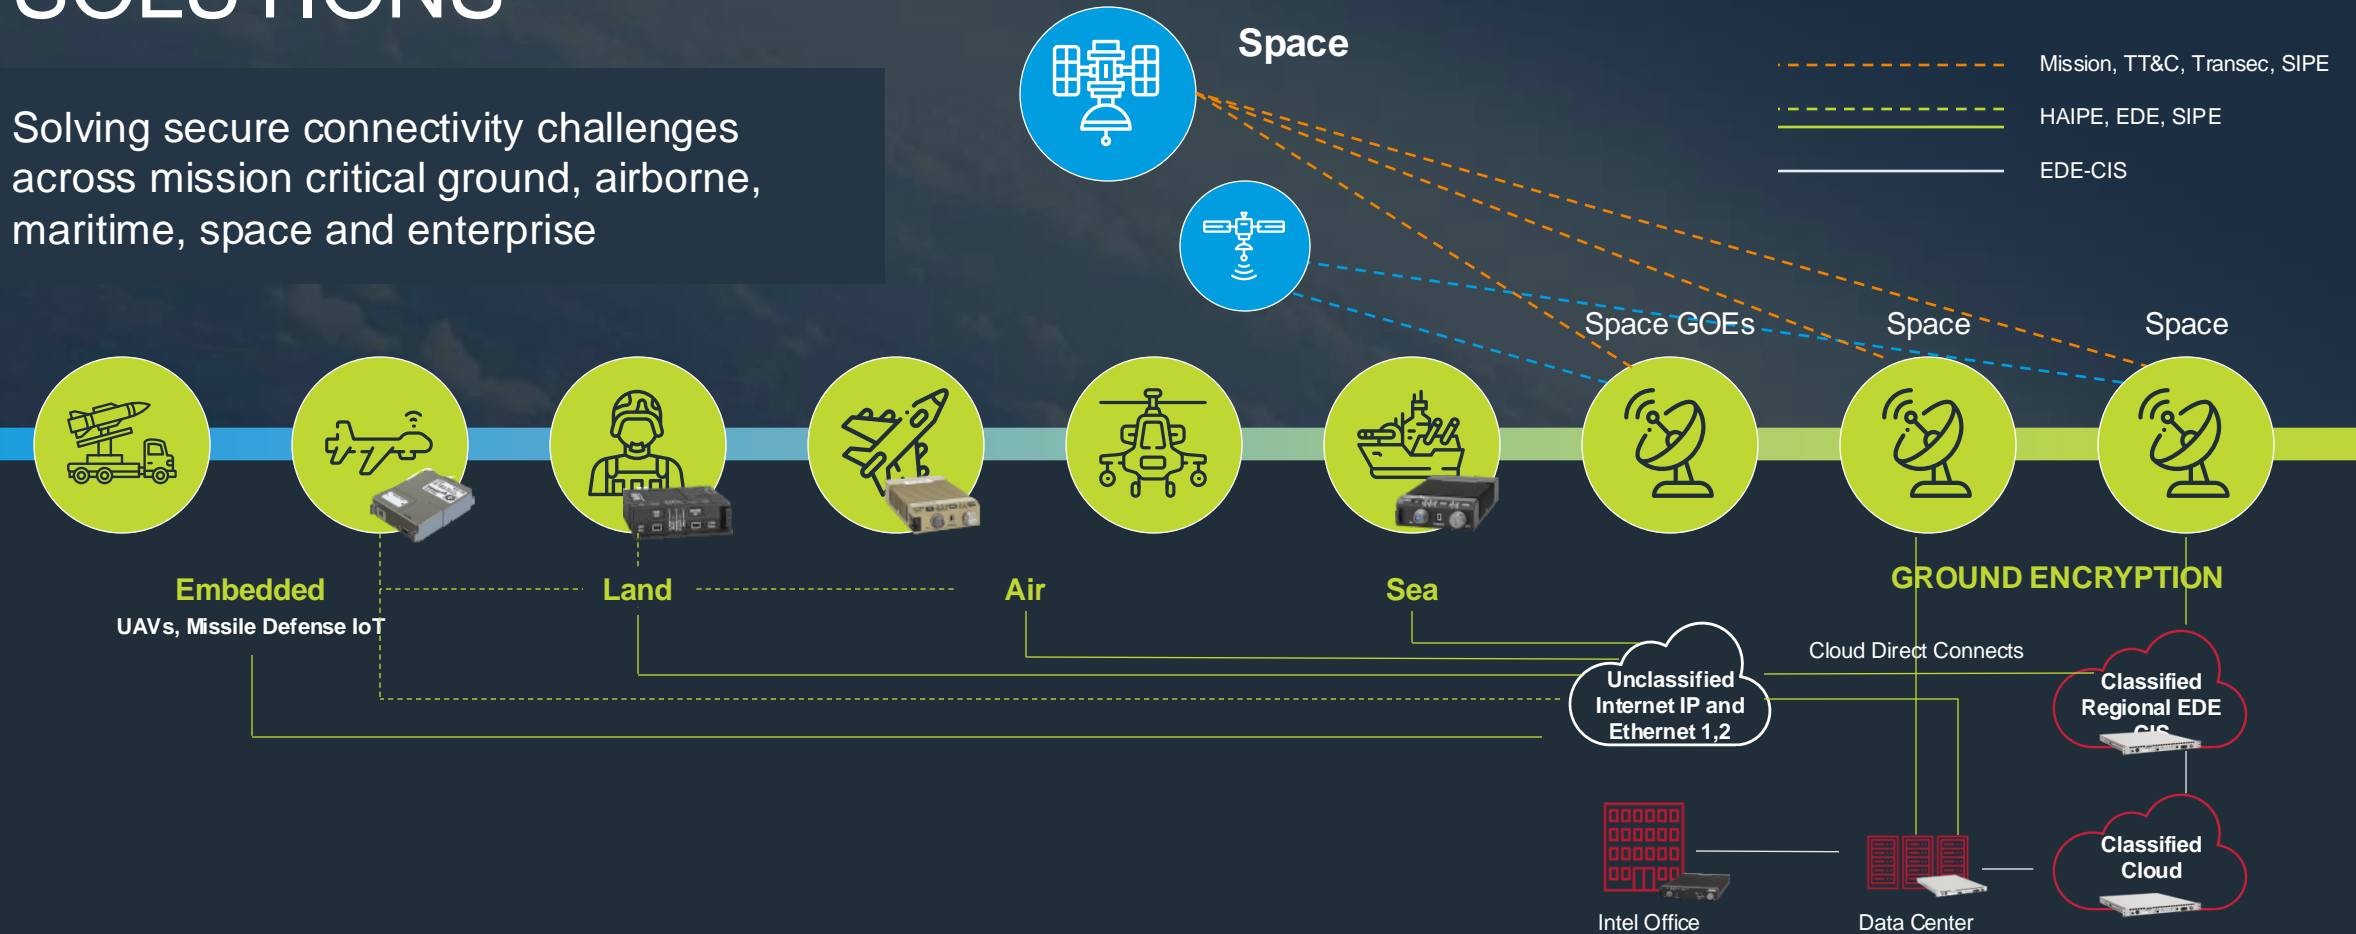 SOLUTIONS
Space
Solving secure connectivity challenges
across mission critical ground, airborne,
maritime, space and enterprise
Mission, TT&C, Transec, SIPE
HAIPE, EDE, SIPE
EDE-CIS
Space GOEs
Space
Space
Embedded
UAVs, Missile Defense IoT
Land
Air
Sea
GROUND ENCRYPTION
Unclassified
Internet IP and
Ethernet 1,2
Cloud Direct Connects
Classified
Regional EDE
CIS
Classified
Cloud
Intel Office
Data Center